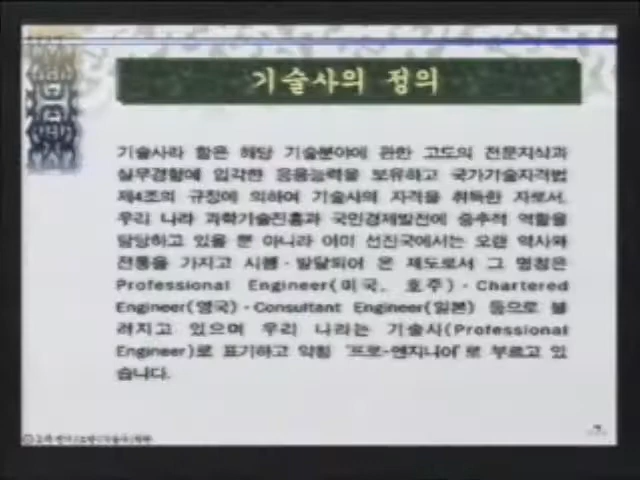 기술사의 정의
기술사라 함은 해당 기술분야에 관한 고도의 전문지식과
실무경험에 입각한 응용능력을 보유하고 국가기술자격법
제4조의 규정에 의하여 기술사의 자격을 취득한 자로서,
우리 나라 과학기술진흥과 국민경제발전에 중추적 역할을
담당하고 있을 뿐 아니라 이미 선진국에서는 오랜 역사와
전통을 가지고 시행·발달되어 온 제도로서 그 명칭은
Professional Engineer(미국, 호주)·Chartered
Engineer(영국)·Consultant Engineer(일본) 등으로 불
려지고 있으며 우리 나라는 기술사(Professional
Engineer)로 표기하고 약칭 '프로-엔지니어'로 부르고 있
습니다.